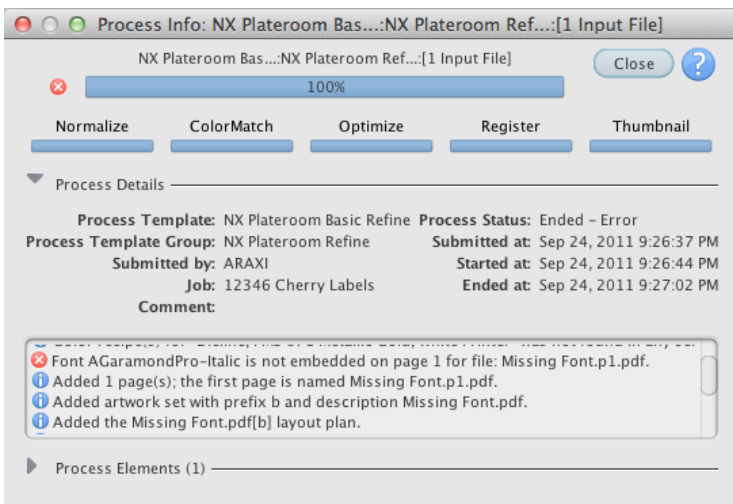 Process Info: NX Plateroom Bas...:NX Plateroom Ref...:[1 Input File]
NX Plateroom Bas...:NX Plateroom Ref...:[1 Input File]
Close ?
100%
Normalize ColorMatch Optimize Register Thumbnail
Process Details
Process Template: NX Plateroom Basic Refine Process Status: Ended – Error
Process Template Group: NX Plateroom Refine Submitted at: Sep 24, 2011 9:26:37 PM
Submitted by: ARAXI Started at: Sep 24, 2011 9:26:44 PM
Job: 12346 Cherry Labels Ended at: Sep 24, 2011 9:27:02 PM
Comment:
Font AGaramondPro-Italic is not embedded on page 1 for file: Missing Font.p1.pdf.
Added 1 page(s); the first page is named Missing Font.p1.pdf.
Added artwork set with prefix b and description Missing Font.pdf.
Added the Missing Font.pdf[b] layout plan.
Process Elements (1)